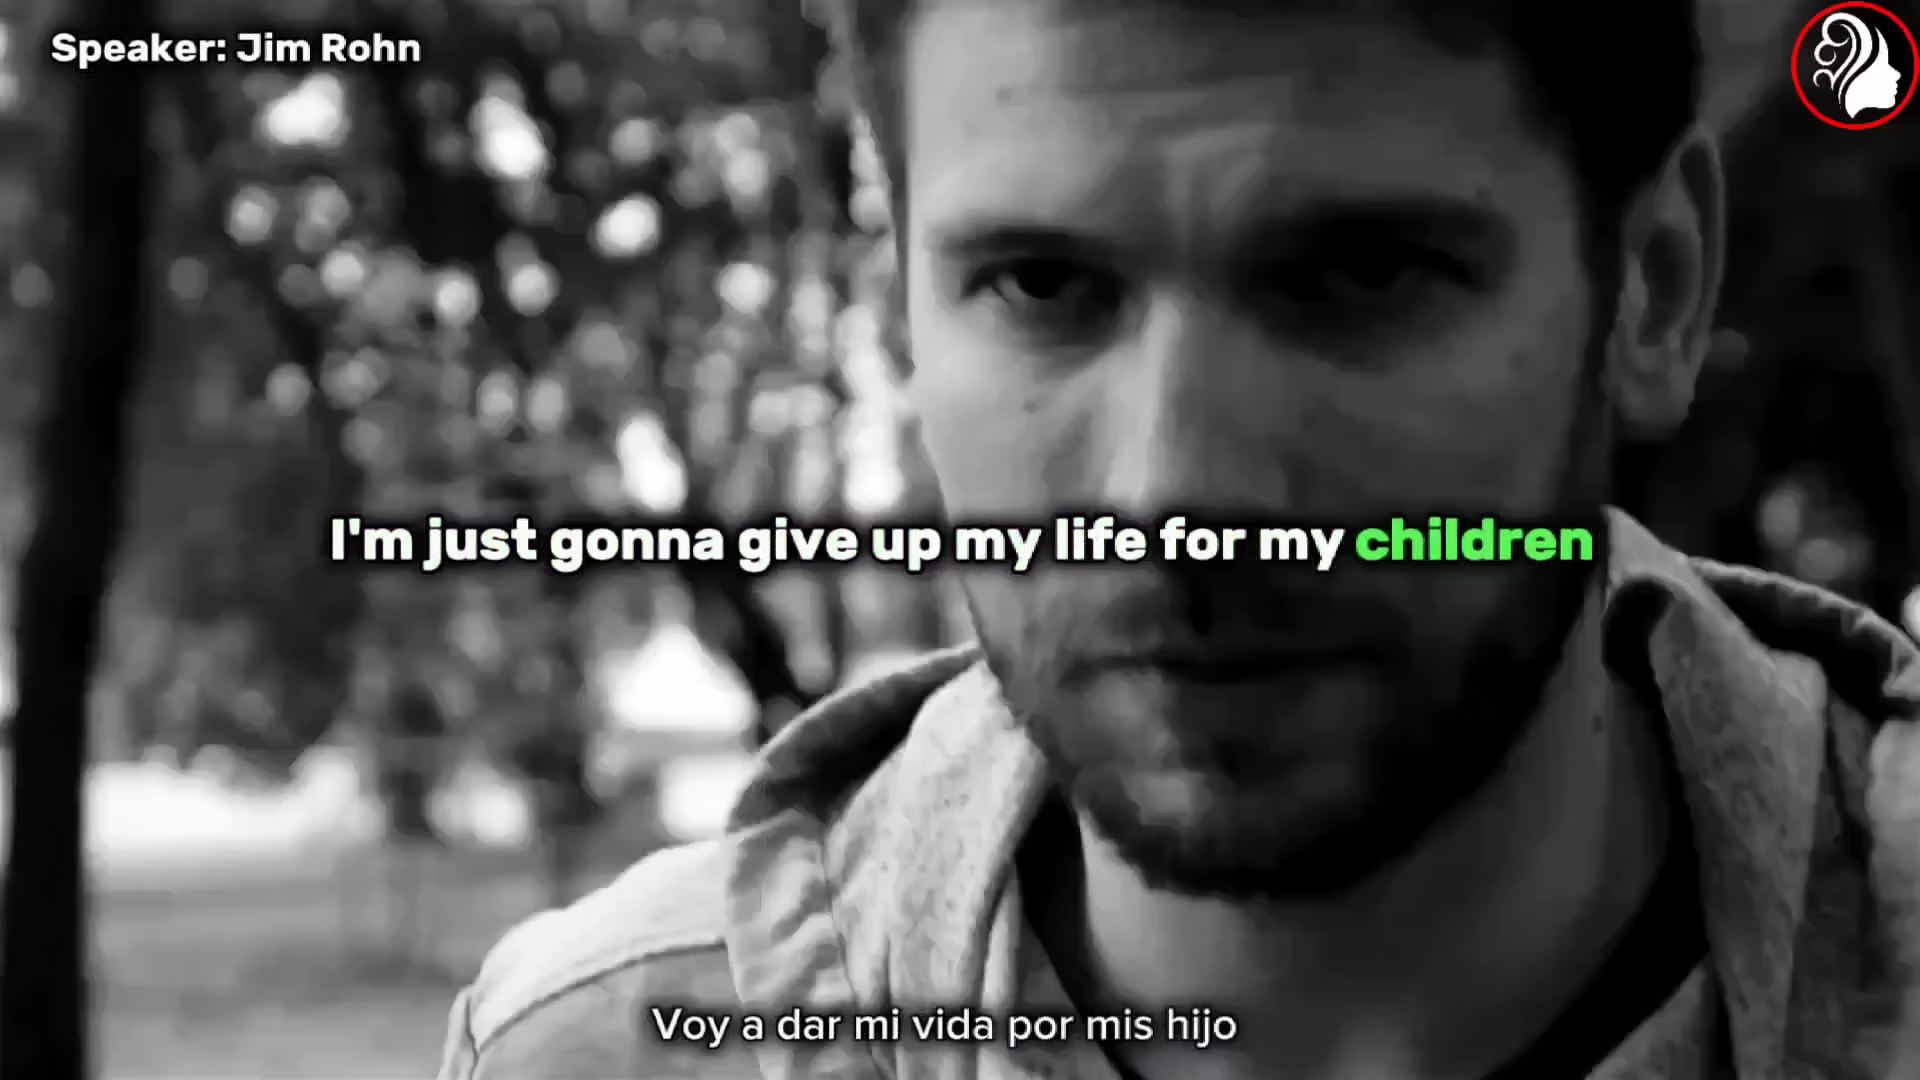 Speaker: Jim Rohn
I'm just gonna give up my life for my children
Voy a dar mi vida por mis hijo